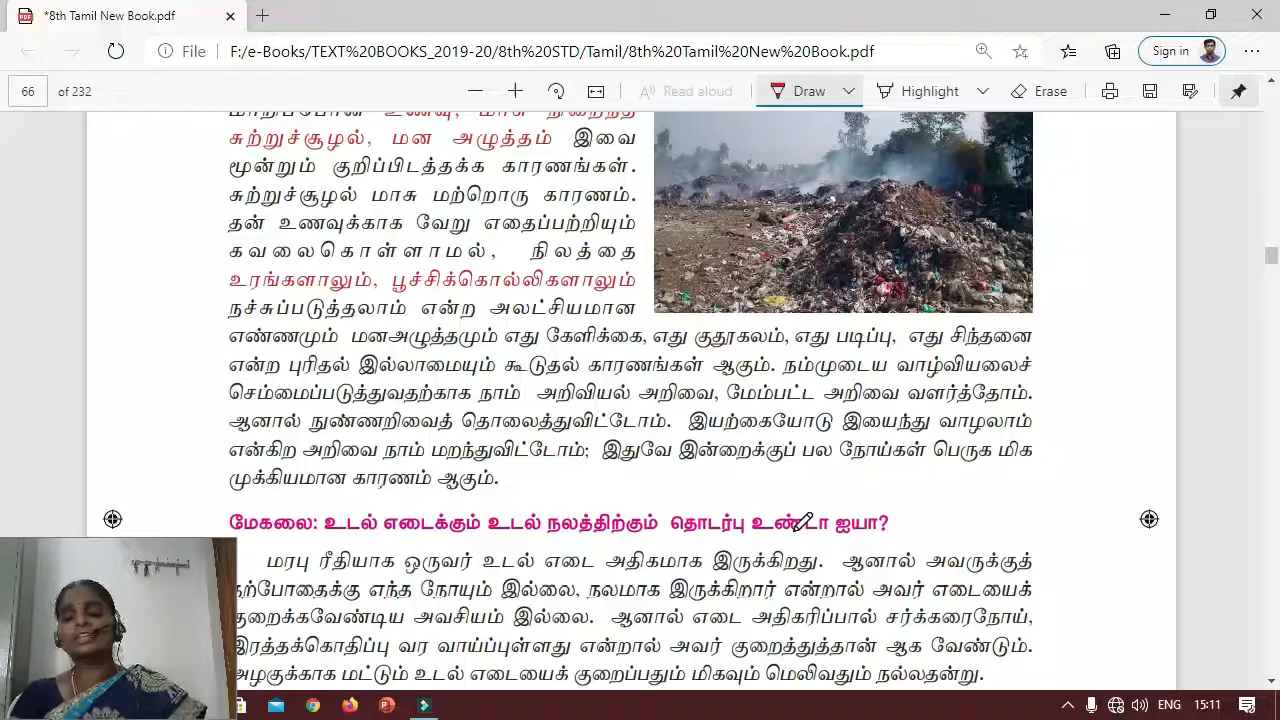 *8th Tamil New Book.pdf
File F:/e-Books/TEXT%20BOOKS_2019-20/8th%20STD/Tamil/8th%20Tamil%20New%20Book.pdf Sign in
66 of 232 Read aloud Draw Highlight Erase
சுற்றுச்சூழல், மன அழுத்தம் இவை
மூன்றும் குறிப்பிடத்தக்க காரணங்கள்.
சுற்றுச்சூழல் மாசு மற்றொரு காரணம்.
தன் உணவுக்காக வேறு எதைப்பற்றியும்
கவலைகொள்ளாமல், நிலத்தை
உரங்களாலும், பூச்சிக்கொல்லிகளாலும்
நச்சுப்படுத்தலாம் என்ற அலட்சியமான
எண்ணமும் மனஅழுத்தமும் எது கேளிக்கை, எது குதூகலம், எது படிப்பு, எது சிந்தனை
என்ற புரிதல் இல்லாமையும் கூடுதல் காரணங்கள் ஆகும். நம்முடைய வாழ்வியலைச்
செம்மைப்படுத்துவதற்காக நாம் அறிவியல் அறிவை, மேம்பட்ட அறிவை வளர்த்தோம்.
ஆனால் நுண்ணறிவைத் தொலைத்துவிட்டோம். இயற்கையோடு இயைந்து வாழலாம்
என்கிற அறிவை நாம் மறந்துவிட்டோம்; இதுவே இன்றைக்குப் பல நோய்கள் பெருக மிக
முக்கியமான காரணம் ஆகும்.
மேகலை: உடல் எடைக்கும் உடல் நலத்திற்கும் தொடர்பு உண்டா ஐயா?
மரபு ரீதியாக ஒருவர் உடல் எடை அதிகமாக இருக்கிறது. ஆனால் அவருக்குத்
தற்போதைக்கு எந்த நோயும் இல்லை, நலமாக இருக்கிறார் என்றால் அவர் எடையைக்
குறைக்கவேண்டிய அவசியம் இல்லை. ஆனால் எடை அதிகரிப்பால் சர்க்கரைநோய்,
இரத்தக்கொதிப்பு வர வாய்ப்புள்ளது என்றால் அவர் குறைத்துத்தான் ஆக வேண்டும்.
அழகுக்காக மட்டும் உடல் எடையைக் குறைப்பதும் மிகவும் மெலிவதும் நல்லதன்று.
ENG 15:11